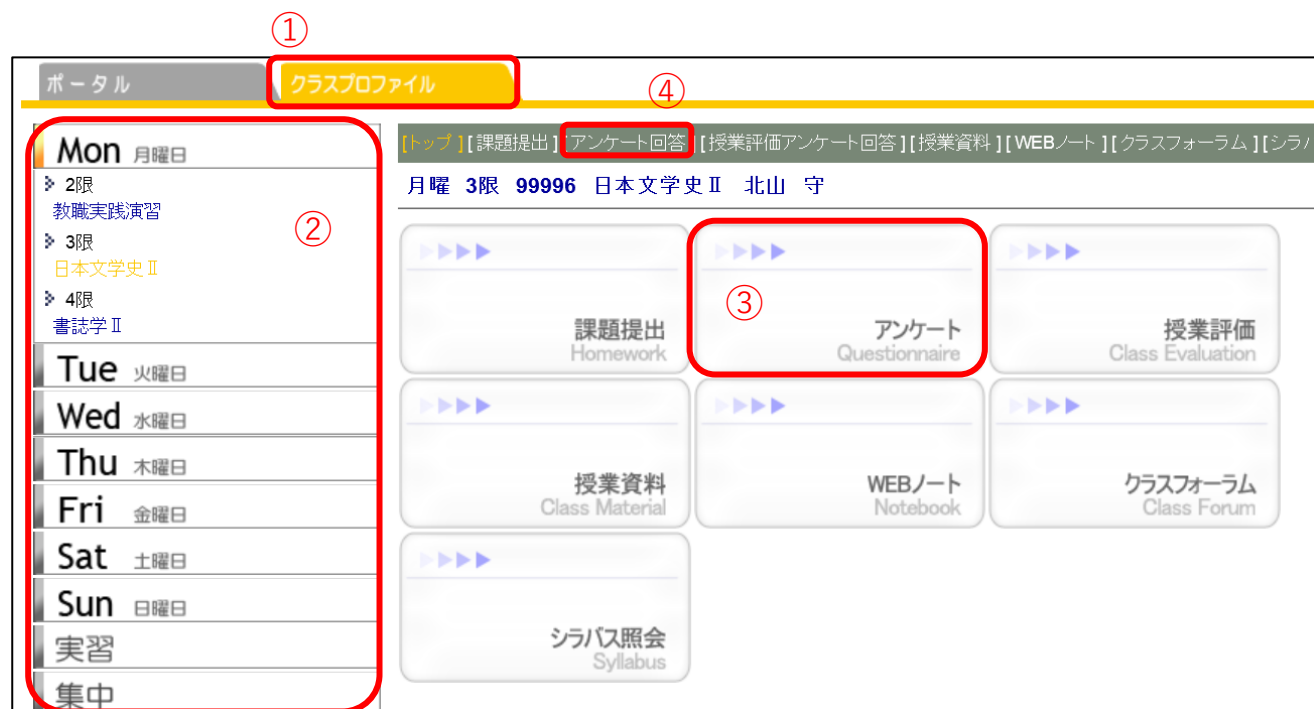 ①
ポータル
クラスプロファイル
④
Mon 月曜日
2限
教職実践演習
②
3限
日本文学史Ⅱ
4限
書誌学Ⅱ
Tue 火曜日
Wed 水曜日
Thu 木曜日
Fri 金曜日
Sat 土曜日
Sun 日曜日
実習
集中
[トップ][課題提出][アンケート回答][授業評価アンケート回答][授業資料][WEBノート][クラスフォーラム][シラバ
月曜 3限 99996 日本文学史Ⅱ 北山 守
課題提出
Homework
③
アンケート
Questionnaire
授業評価
Class Evaluation
授業資料
Class Material
WEBノート
Notebook
クラスフォーラム
Class Forum
シラバス照会
Syllabus